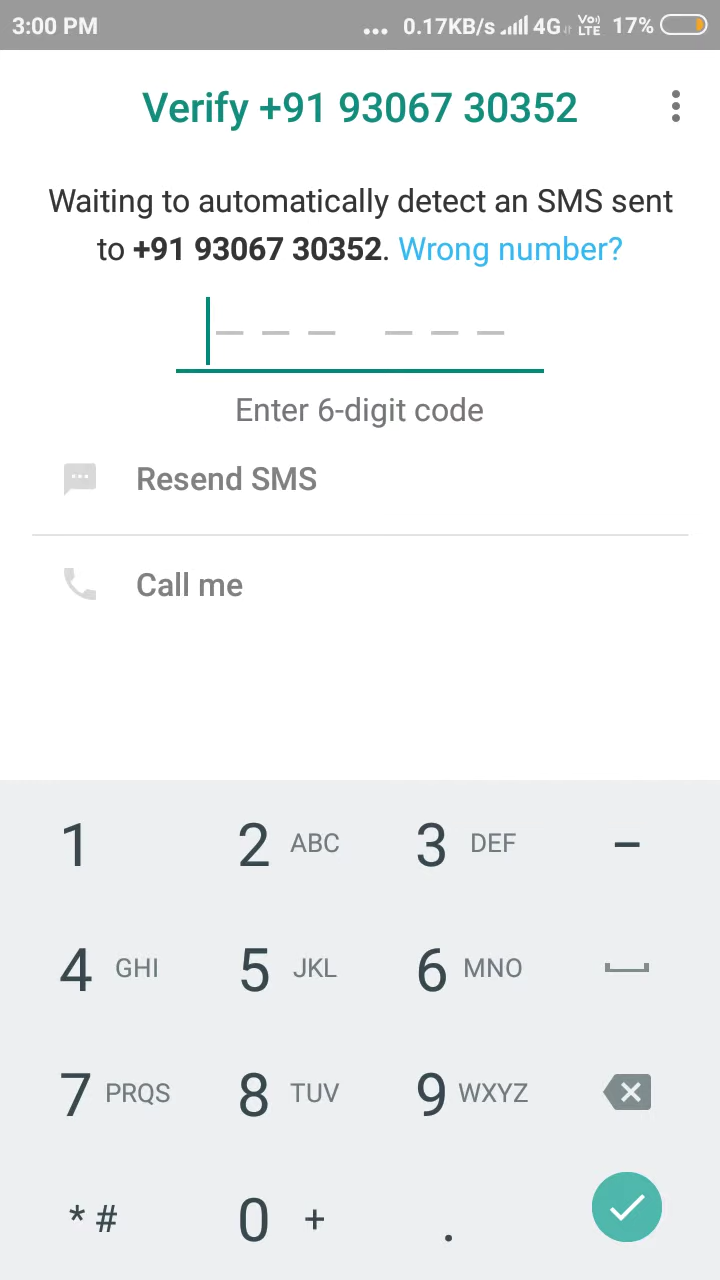 3:00 PM ... 0.17KB/s 4G VoLTE 17%
Verify +91 93067 30352
Waiting to automatically detect an SMS sent
to +91 93067 30352. Wrong number?
Enter 6-digit code
Resend SMS
Call me
1 2 ABC 3 DEF –
4 GHI 5 JKL 6 MNO
7 PRQS 8 TUV 9 WXYZ
* # 0 + .